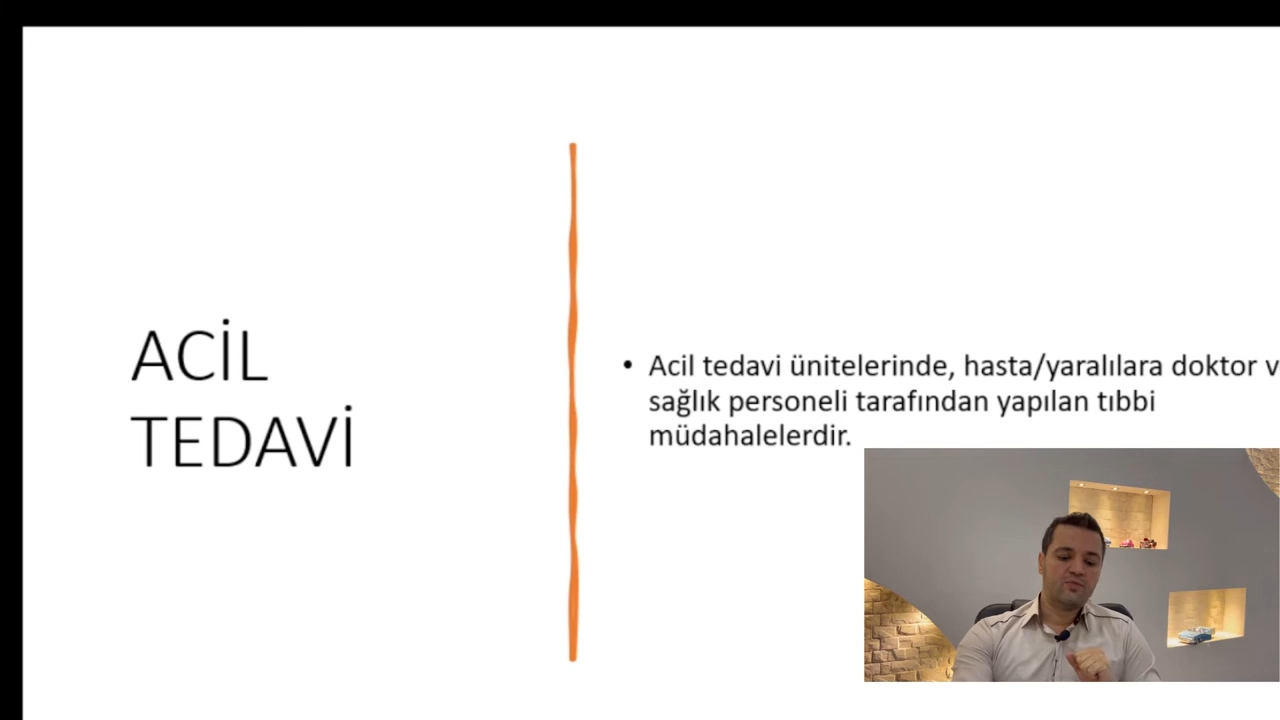 ACİL
TEDAVİ
• Acil tedavi ünitelerinde, hasta/yaralılara doktor
sağlık personeli tarafından yapılan tıbbi
müdahalelerdir.